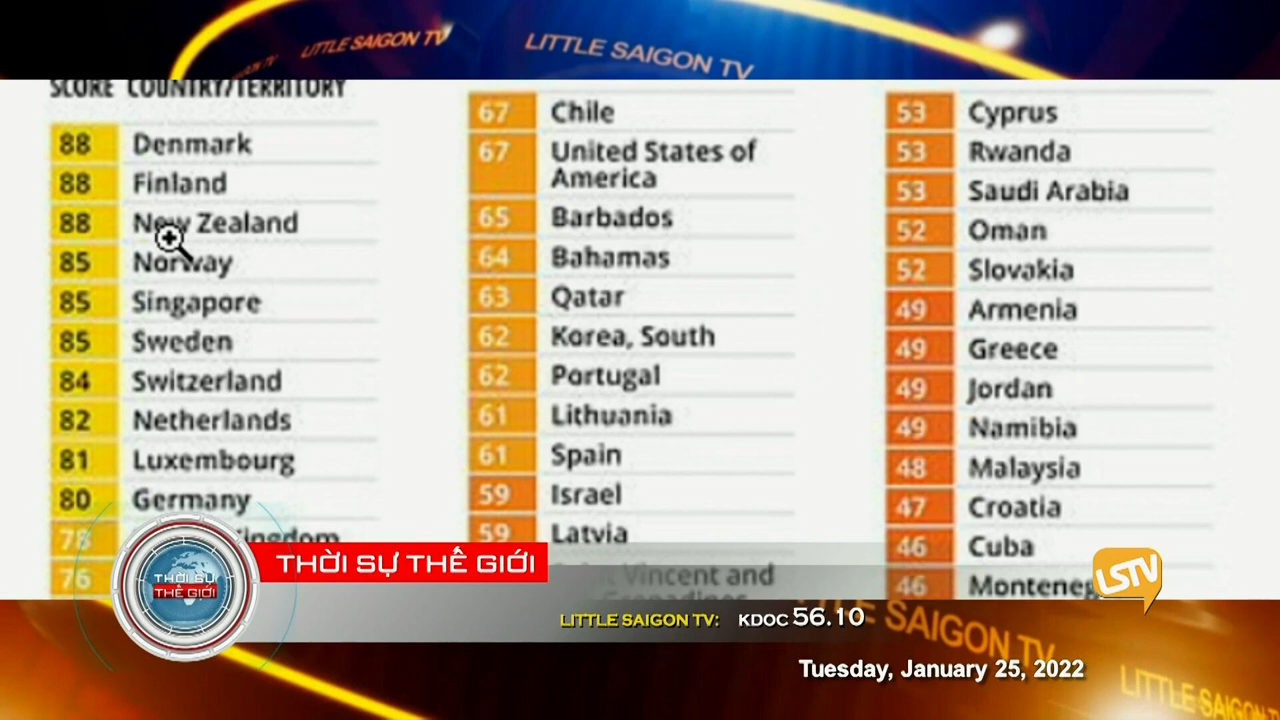 LITTLE SAIGON TV
LITTLE SAIGON TV
SCORE COUNTRY/TERRITORY
88 Denmark
88 Finland
88 New Zealand
85 Norway
85 Singapore
85 Sweden
84 Switzerland
82 Netherlands
81 Luxembourg
80 Germany
78 Kingdom
76
67 Chile
67 United States of
America
65 Barbados
64 Bahamas
63 Qatar
62 Korea, South
62 Portugal
61 Lithuania
61 Spain
59 Israel
59 Latvia
Vincent and
Grenadines
53 Cyprus
53 Rwanda
53 Saudi Arabia
52 Oman
52 Slovakia
49 Armenia
49 Greece
49 Jordan
49 Namibia
48 Malaysia
47 Croatia
46 Cuba
46 Monteneg
LSTV
THỜI SỰ
THẾ GIỚI
THỜI SỰ THẾ GIỚI
LITTLE SAIGON TV: KDOC 56.10
SAIGON TV
Tuesday, January 25, 2022
LITTLE SAIGON T